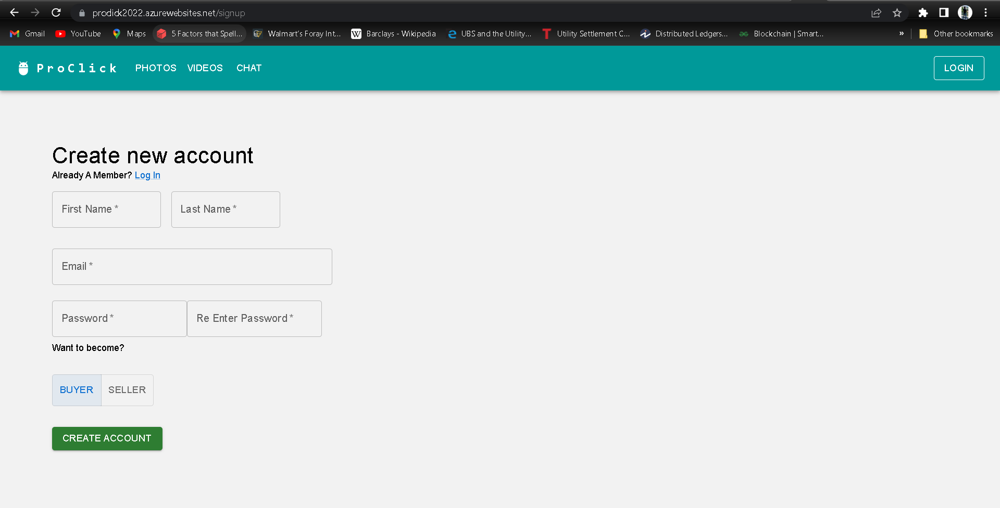 prodick2022.azurewebsites.net/signup
Gmail YouTube Maps 5 Factors that Spell... Walmart's Foray Int... W Barclays - Wikipedia UBS and the Utility... T Utility Settlement C... Distributed Ledgers... Blockchain | Smart... » Other bookmarks
ProClick PHOTOS VIDEOS CHAT LOGIN
Create new account
Already A Member? Log In
First Name * Last Name *
Email *
Password * Re Enter Password *
Want to become?
BUYER SELLER
CREATE ACCOUNT